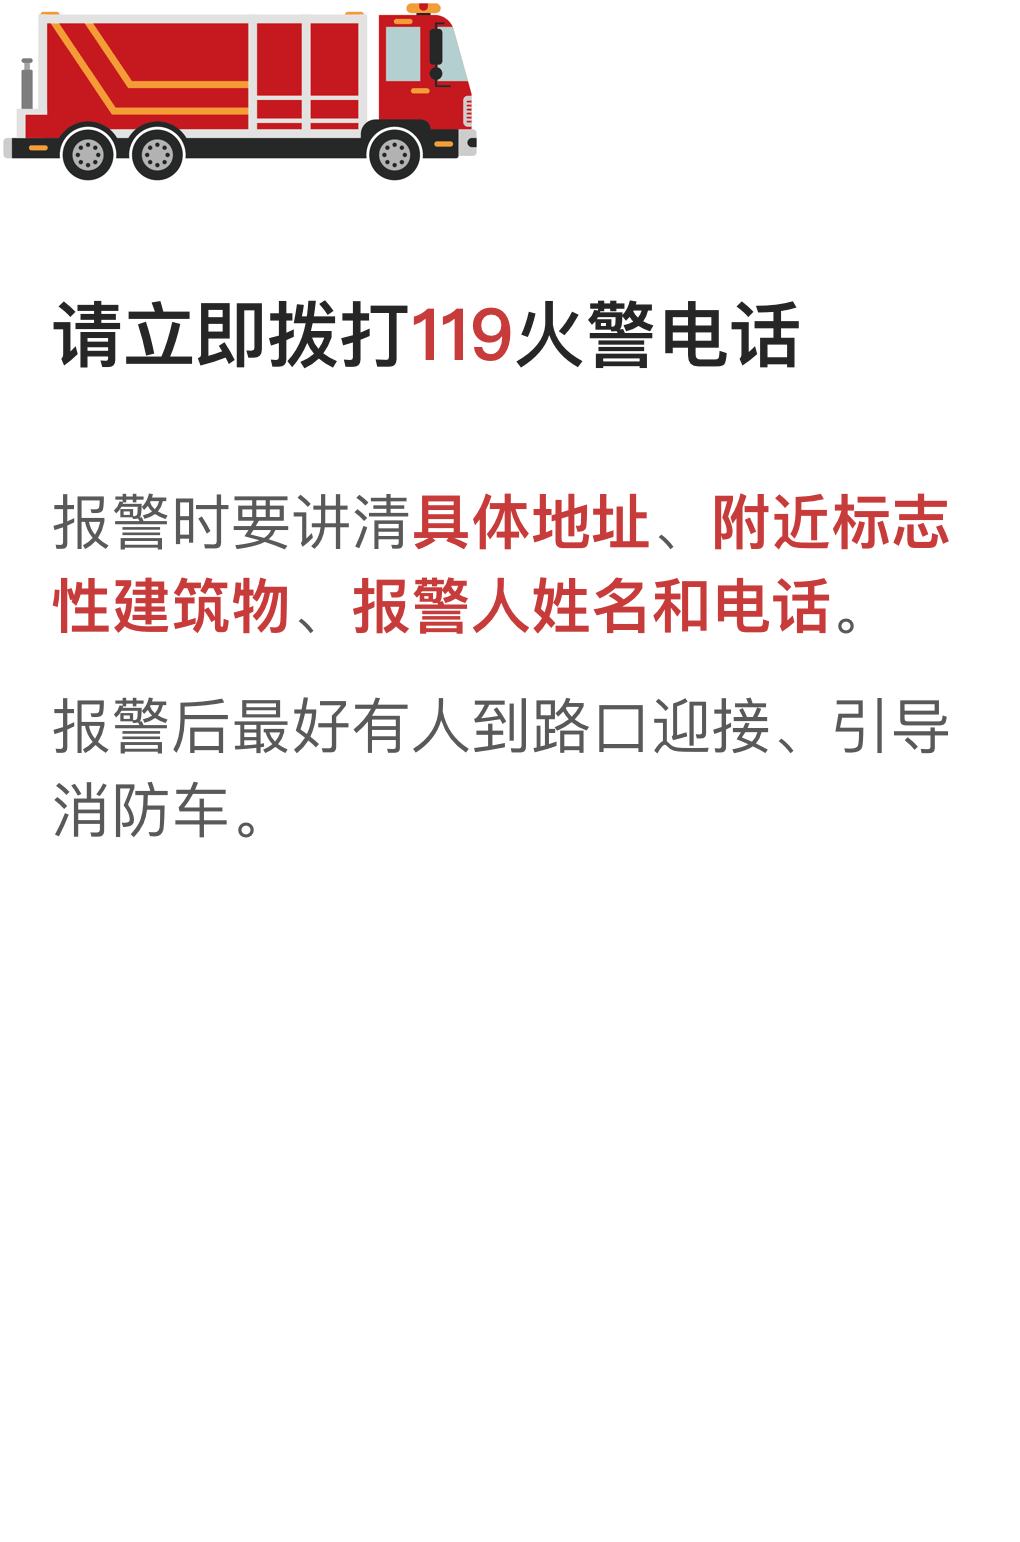 请立即拨打119火警电话
报警时要讲清具体地址、附近标志
性建筑物、报警人姓名和电话。
报警后最好有人到路口迎接、引导
消防车。